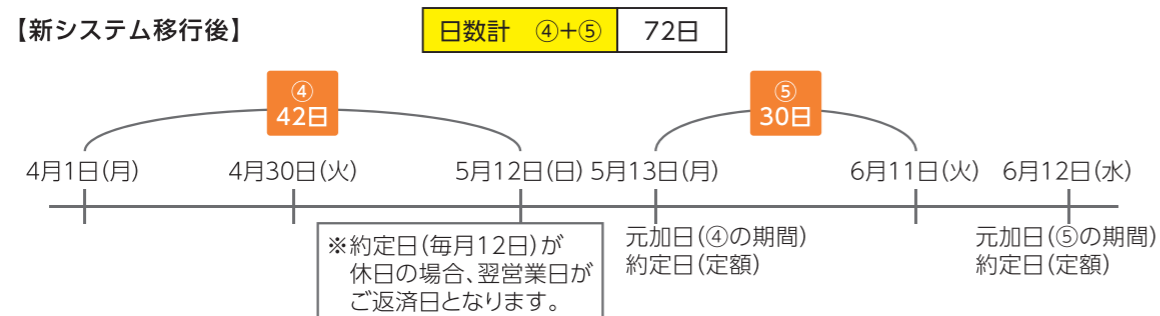 【新システム移行後】
日数計 ④+⑤ 72日
④
42日
⑤
30日
4月1日(月) 4月30日(火) 5月12日(日) 5月13日(月) 6月11日(火) 6月12日(水)
※約定日(毎月12日)が
休日の場合、翌営業日が
ご返済日となります。
元加日(④の期間)
約定日(定額)
元加日(⑤の期間)
約定日(定額)